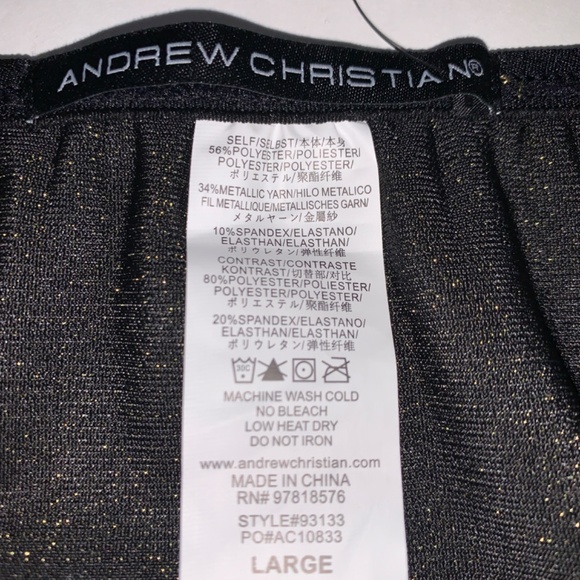 ANDREW CHRISTIAN®
SELF/SELBST/本体/本身
56%POLYESTER/POLIESTER/
POLYESTER/POLYESTER/
ポリエステル/聚酯纤维
34%METALLIC YARN/HILO METALICO
FIL METALLIQUE/METALLISCHES GARN/
メタルヤーン/金屬紗
10%SPANDEX/ELASTANO/
ELASTHAN/ELASTHANNE/
ポリウレタン/弹性纤维
CONTRAST/CONTRASTE
KONTRAST/切替部/对比
80%POLYESTER/POLIESTER/
POLYESTER/POLYESTER/
ポリエステル/聚酯纤维
20%SPANDEX/ELASTANO/
ELASTHAN/ELASTHANNE/
ポリウレタン/弹性纤维
30C
MACHINE WASH COLD
NO BLEACH
LOW HEAT DRY
DO NOT IRON
www.andrewchristian.com
MADE IN CHINA
RN# 97818576
STYLE#93133
PO#AC10833
LARGE